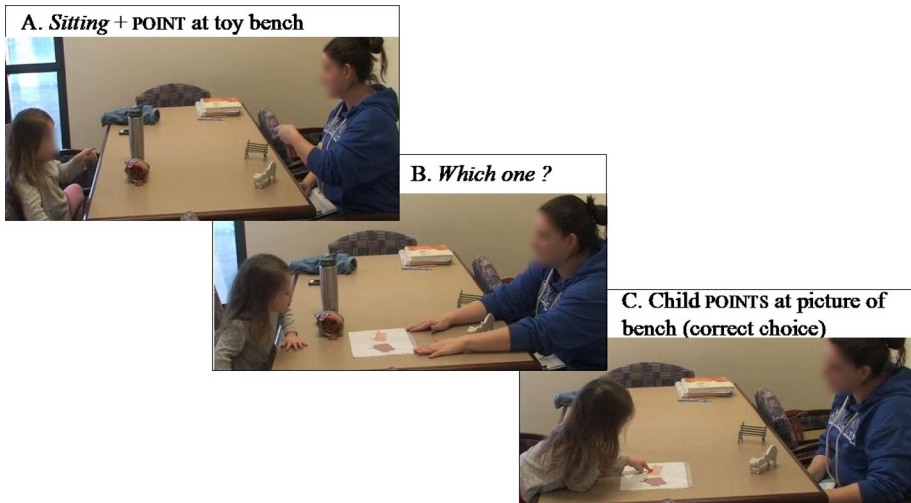 A. Sitting + POINT at toy bench
B. Which one ?
C. Child POINTS at picture of
bench (correct choice)